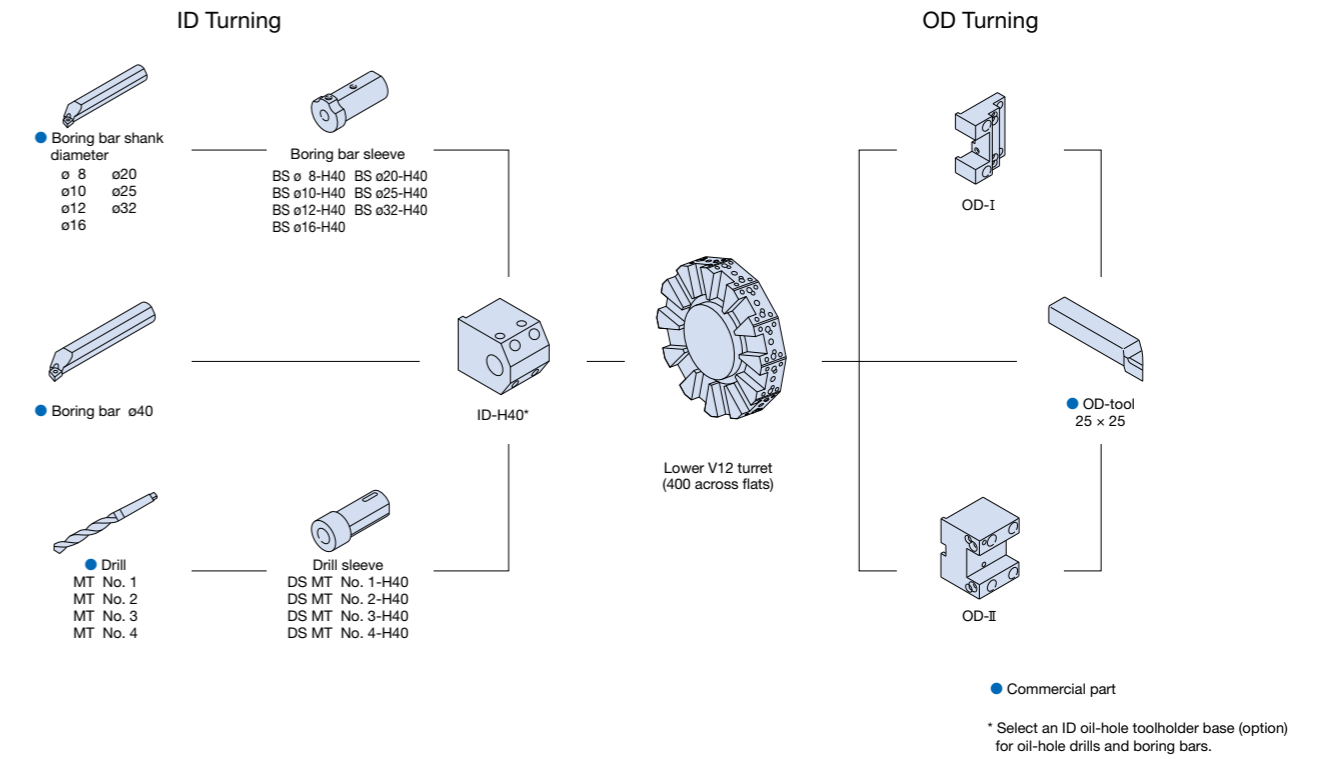 ID Turning
OD Turning
Boring bar shank
diameter
ø 8 ø20
ø10 ø25
ø12 ø32
ø16
Boring bar sleeve
BS ø 8-H40 BS ø20-H40
BS ø10-H40 BS ø25-H40
BS ø12-H40 BS ø32-H40
BS ø16-H40
OD-I
Boring bar ø40
ID-H40*
Lower V12 turret
(400 across flats)
OD-tool
25 × 25
Drill
MT No. 1
MT No. 2
MT No. 3
MT No. 4
Drill sleeve
DS MT No. 1-H40
DS MT No. 2-H40
DS MT No. 3-H40
DS MT No. 4-H40
OD-Ⅱ
Commercial part
* Select an ID oil-hole toolholder base (option)
for oil-hole drills and boring bars.